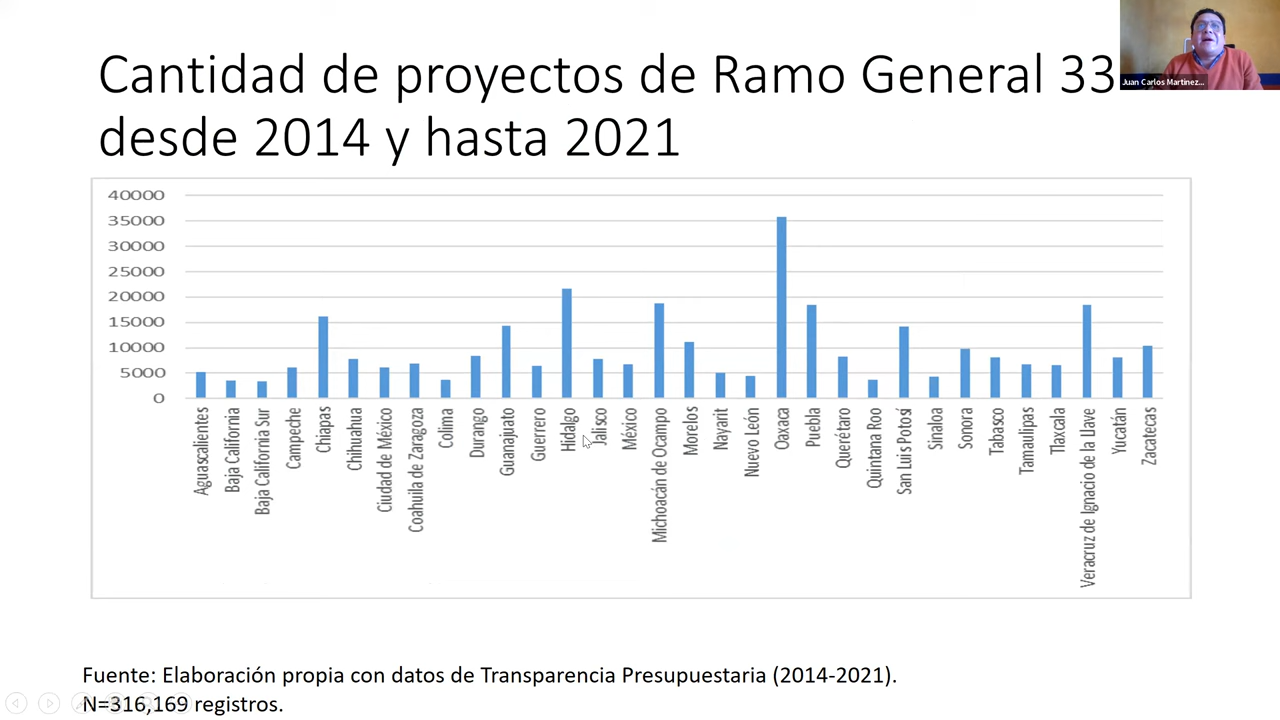 Cantidad de proyectos de Ramo General 33
desde 2014 y hasta 2021
Juan Carlos Martinez...
40000
35000
30000
25000
20000
15000
10000
5000
0
Aguascalientes
Baja California
Baja California Sur
Campeche
Chiapas
Chihuahua
Ciudad de México
Coahuila de Zaragoza
Colima
Durango
Guanajuato
Guerrero
Hidalgo
Jalisco
México
Michoacán de Ocampo
Morelos
Nayarit
Nuevo León
Oaxaca
Puebla
Querétaro
Quintana Roo
San Luis Potosí
Sinaloa
Sonora
Tabasco
Tamaulipas
Tlaxcala
Veracruz de Ignacio de la Llave
Yucatán
Zacatecas
Fuente: Elaboración propia con datos de Transparencia Presupuestaria (2014-2021).
N=316,169 registros.